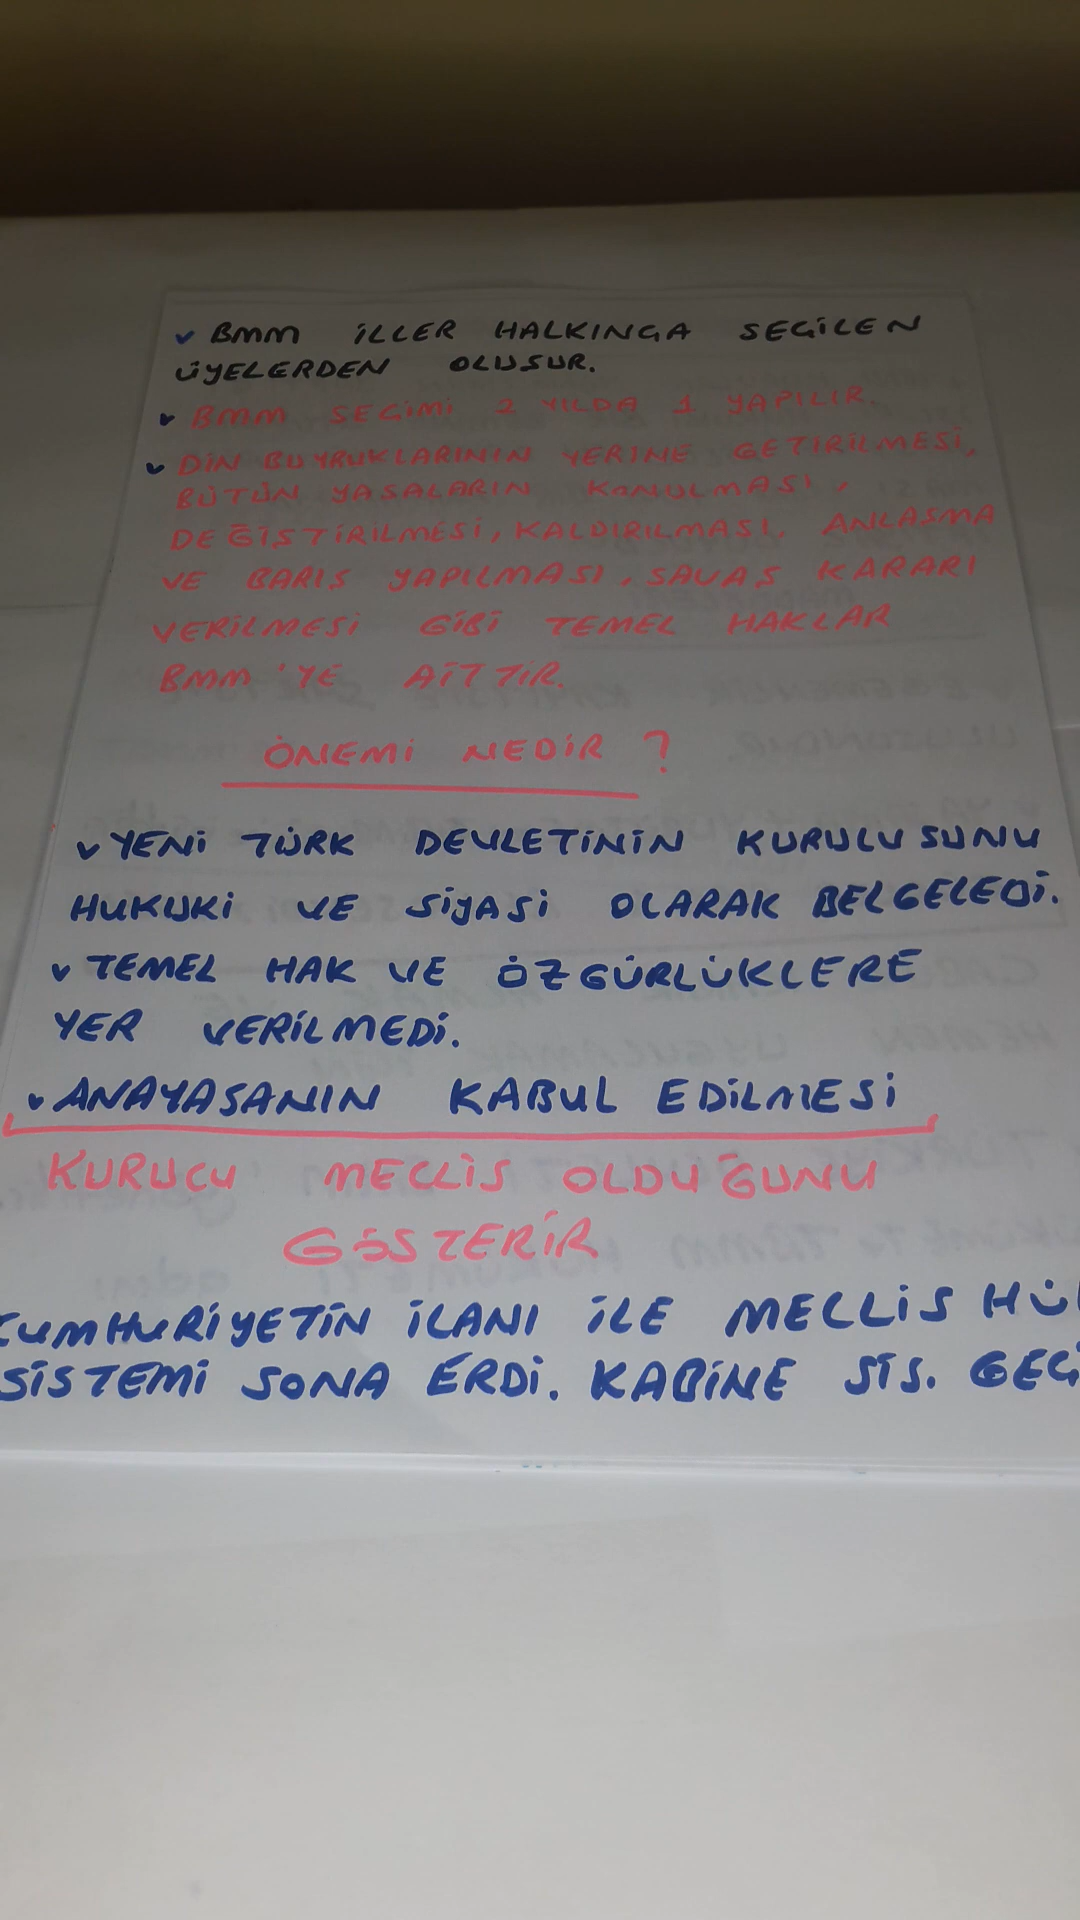 ✓ BMM İLLER HALKINCA SEÇİLEN
ÜYELERDEN OLUŞUR.
✓ BMM SEÇİMİ 2 YILDA 1 YAPILIR.
✓ DİN BUYRUKLARININ YERİNE GETİRİLMESİ,
BÜTÜN YASALARIN KONULMASI,
DEĞİŞTİRİLMESİ, KALDIRILMASI, ANLAŞMA
VE BARIŞ YAPILMASI, SAVAŞ KARARI
VERİLMESİ GİBİ TEMEL HAKLAR
BMM'YE AİTTİR.
ÖNEMİ NEDİR ?
✓ YENİ TÜRK DEVLETİNİN KURULUŞUNU
HUKUKİ VE SİYASİ OLARAK BELGELEDİ.
✓ TEMEL HAK VE ÖZGÜRLÜKLERE
YER VERİLMEDİ.
✓ ANAYASANIN KABUL EDİLMESİ
KURUCU MECLİS OLDUĞUNU
GÖSTERİR
CUMHURİYETİN İLANI İLE MECLİS HÜ
SİSTEMİ SONA ERDİ. KABİNE SİS. GEÇ